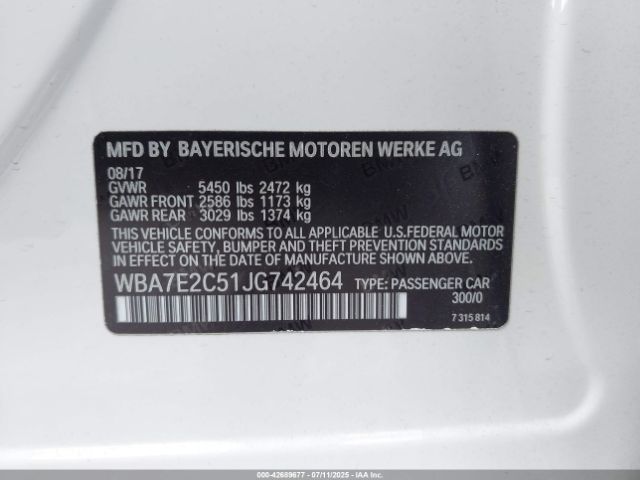 MFD BY BAYERISCHE MOTOREN WERKE AG
08/17
GVWR 5450 lbs 2472 kg
GAWR FRONT 2586 lbs 1173 kg
GAWR REAR 3029 lbs 1374 kg
THIS VEHICLE CONFORMS TO ALL APPLICABLE U.S.FEDERAL MOTOR
VEHICLE SAFETY, BUMPER AND THEFT PREVENTION STANDARDS
IN EFFECT ON THE DATE OF MANUFACTURE SHOWN ABOVE.
WBA7E2C51JG742464 TYPE: PASSENGER CAR
300/0
7 315 814
000-42689677 - 07/11/2025 - IAAI.COM